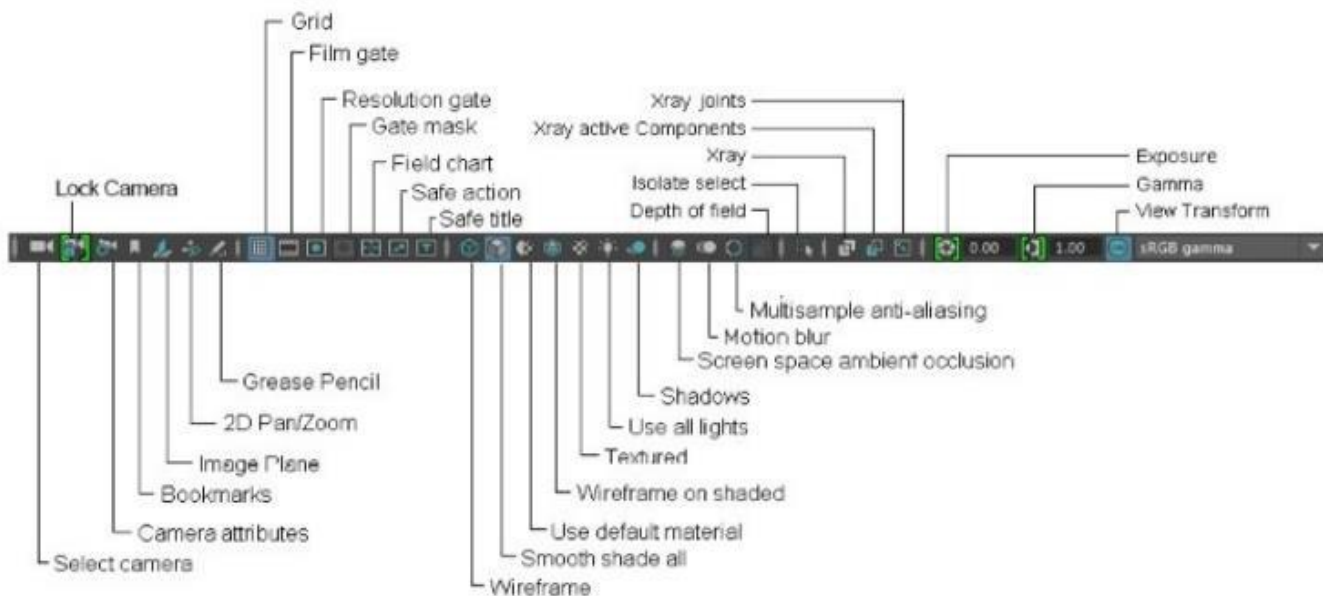 Grid
Film gate
Resolution gate
Gate mask
Field chart
Safe action
Safe title
Lock Camera
Xray joints
Xray active Components
Xray
Isolate select
Depth of field
Exposure
Gamma
View Transform
0.00
1.00
sRGB gamma
Multisample anti-aliasing
Motion blur
Screen space ambient occlusion
Shadows
Use all lights
Textured
Wireframe on shaded
Use default material
Smooth shade all
Wireframe
Grease Pencil
2D Pan/Zoom
Image Plane
Bookmarks
Camera attributes
Select camera